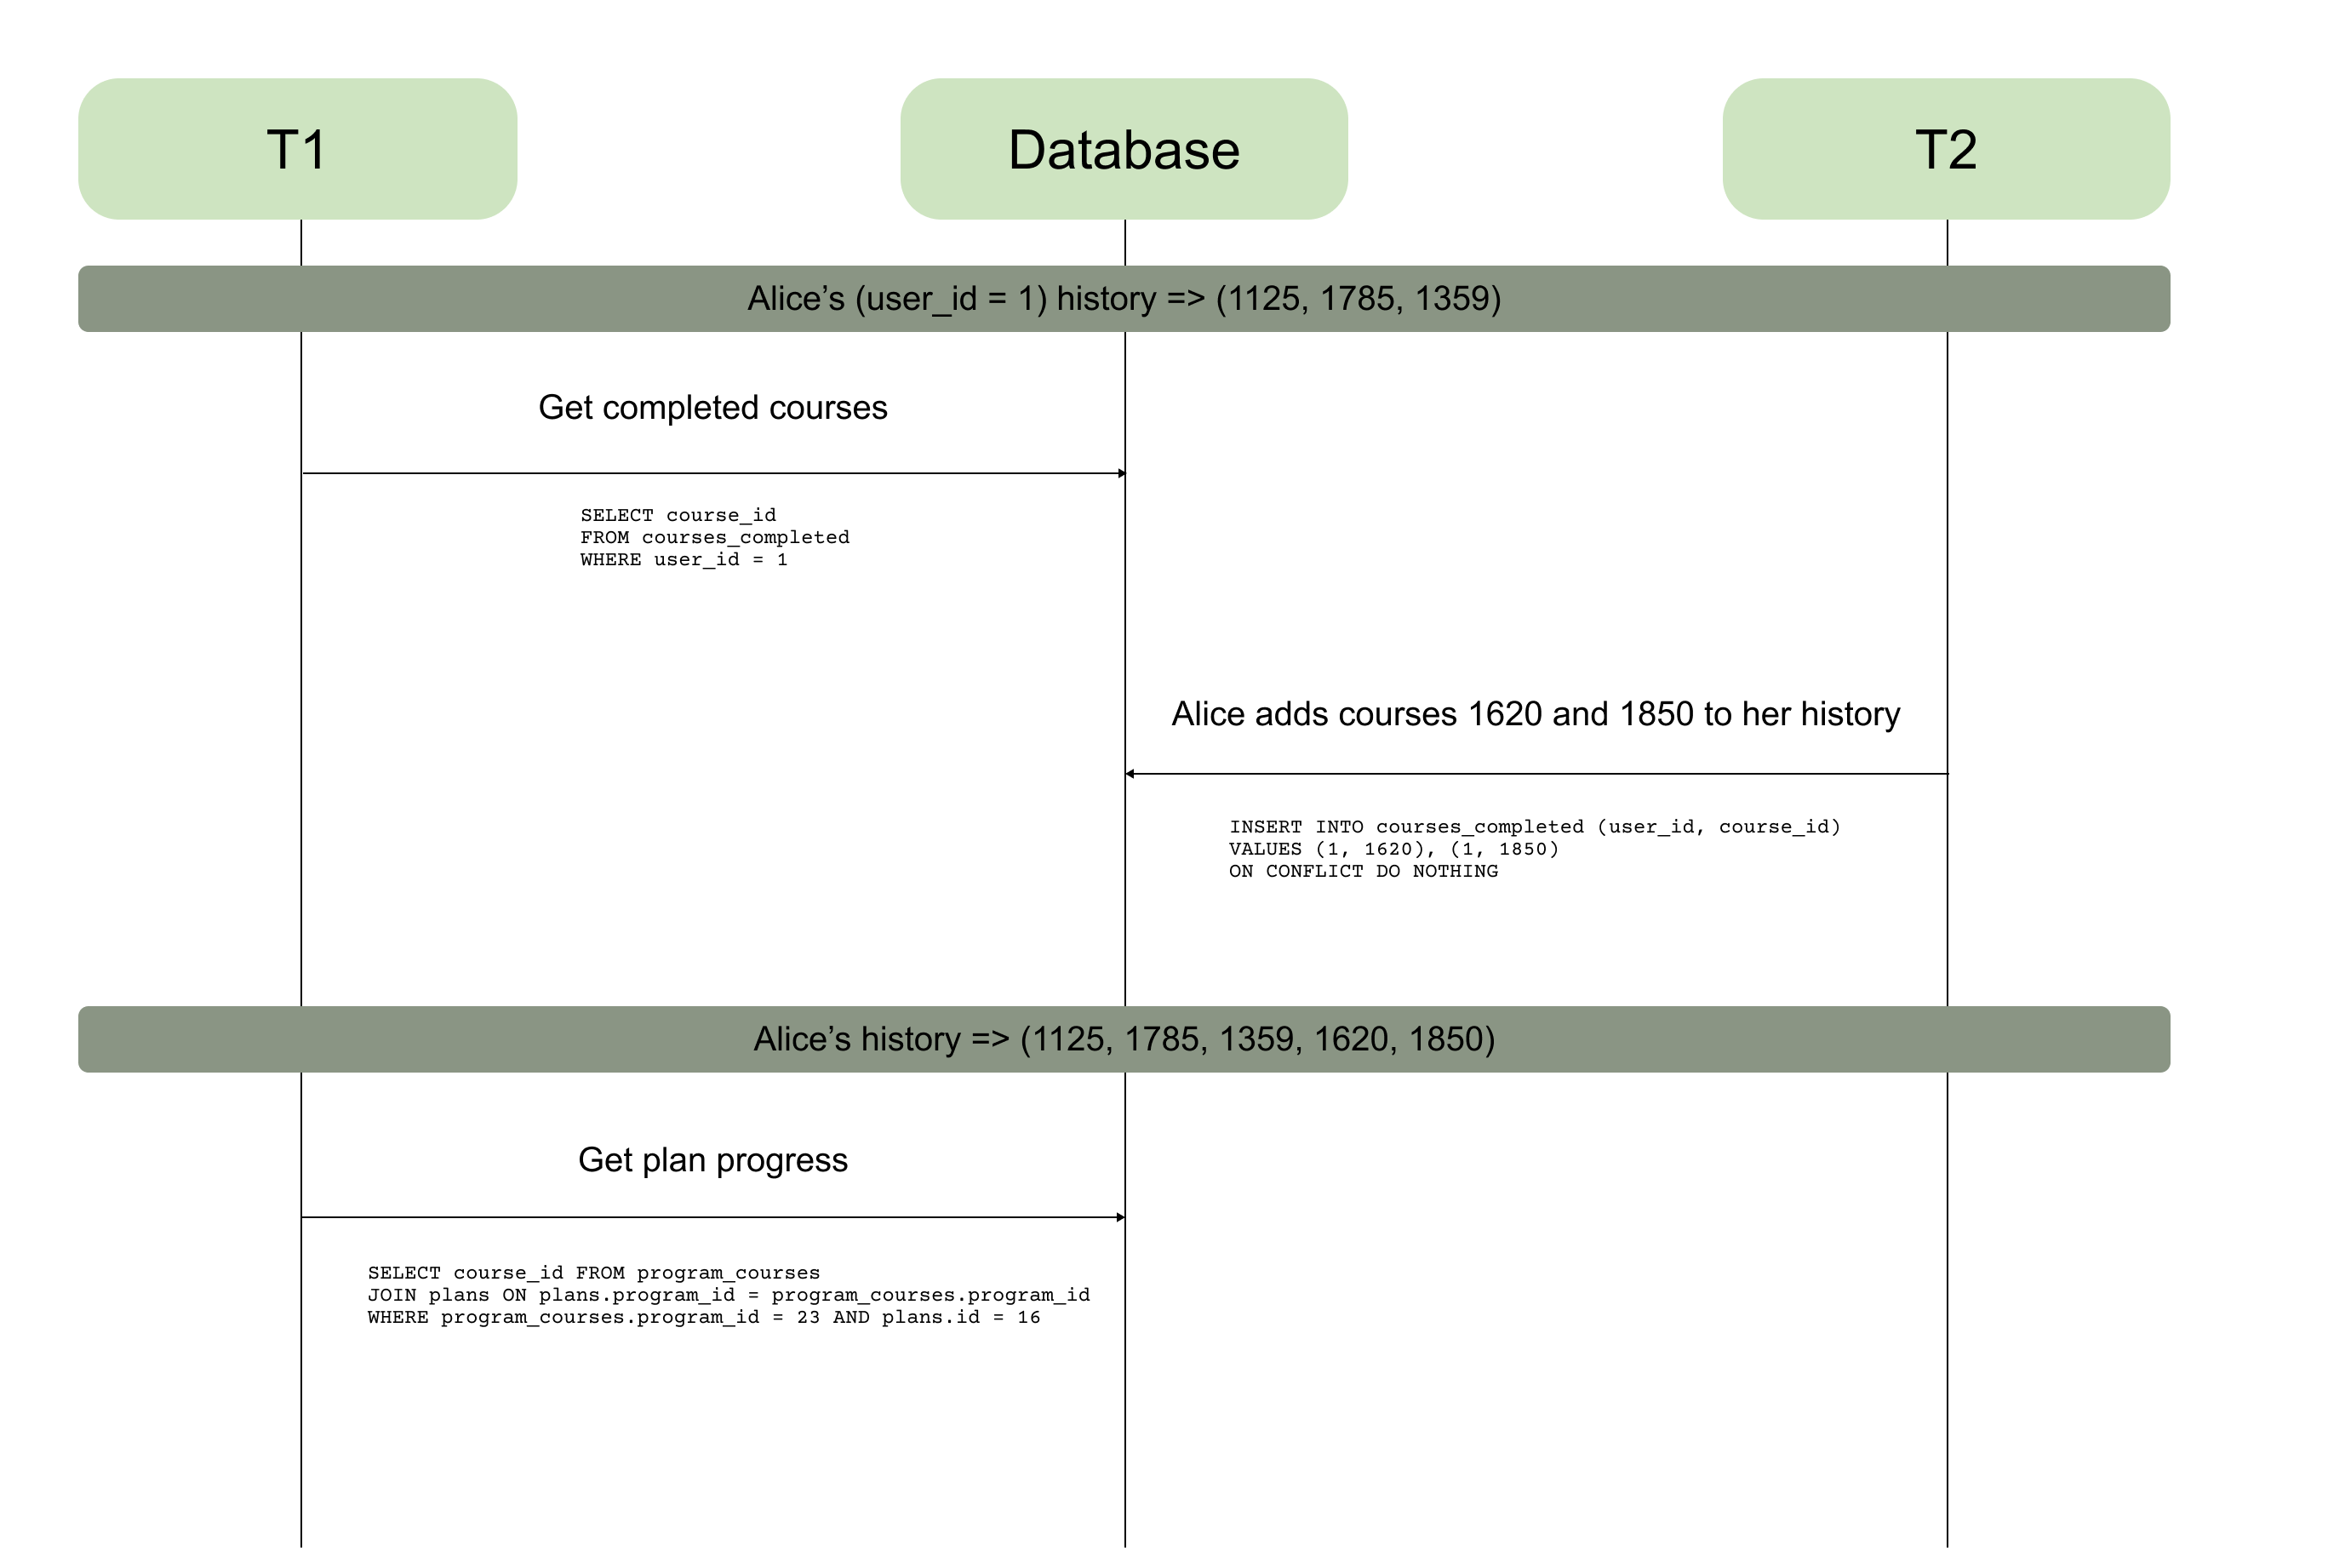 T1
Database
T2
Alice’s (user_id = 1) history => (1125, 1785, 1359)
Get completed courses
SELECT course_id
FROM courses_completed
WHERE user_id = 1
Alice adds courses 1620 and 1850 to her history
INSERT INTO courses_completed (user_id, course_id)
VALUES (1, 1620), (1, 1850)
ON CONFLICT DO NOTHING
Alice’s history => (1125, 1785, 1359, 1620, 1850)
Get plan progress
SELECT course_id FROM program_courses
JOIN plans ON plans.program_id = program_courses.program_id
WHERE program_courses.program_id = 23 AND plans.id = 16